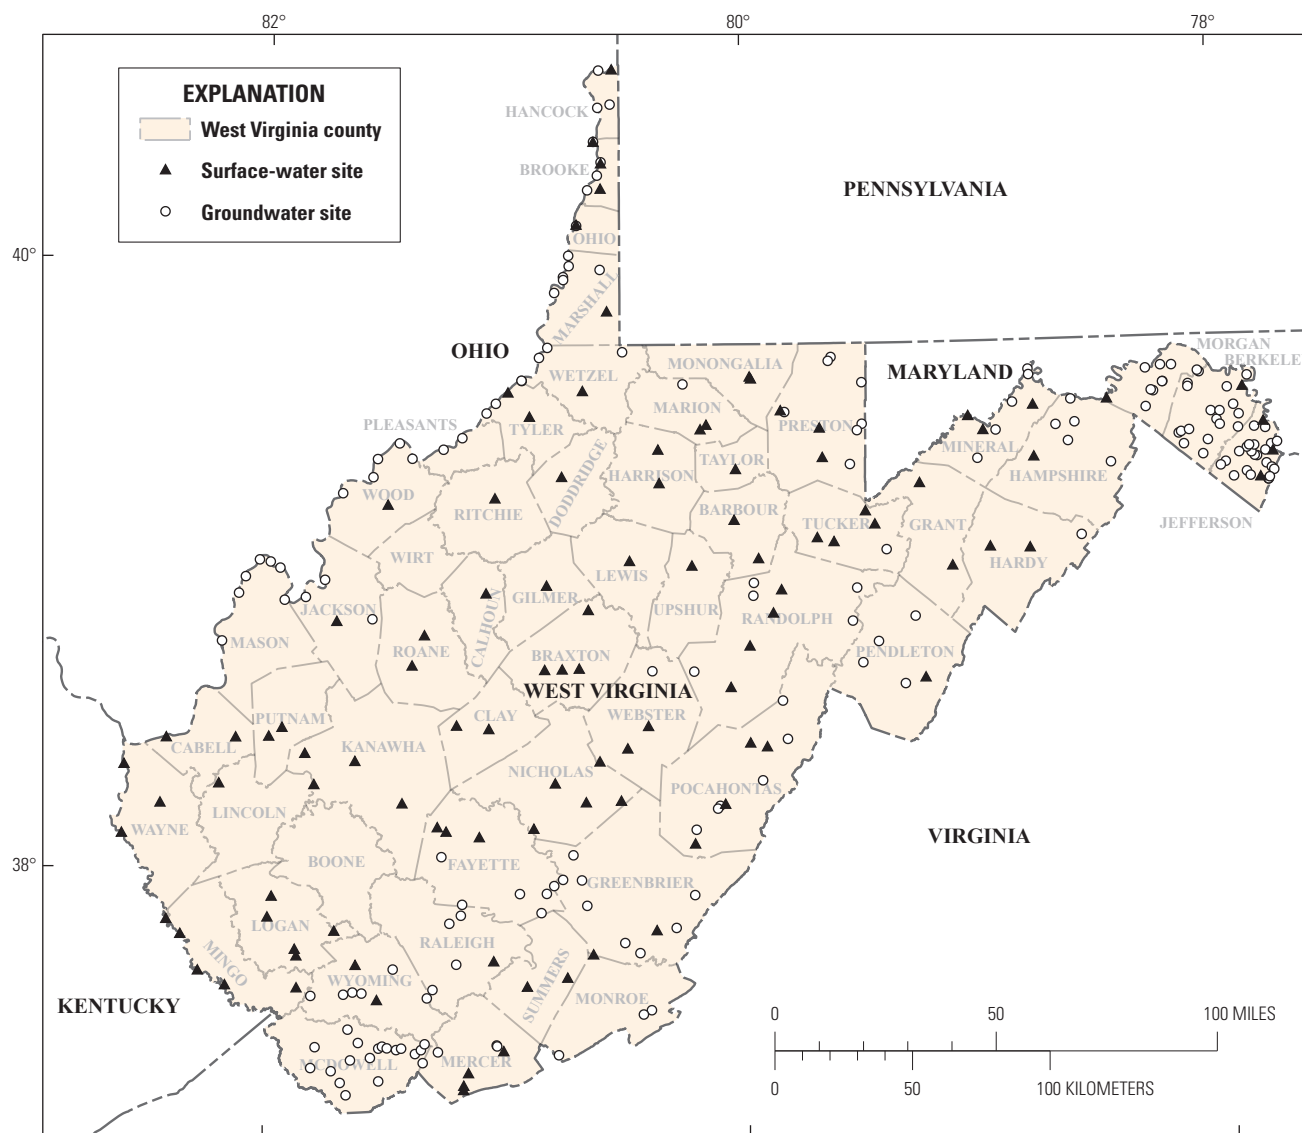 82°
80°
78°
EXPLANATION
West Virginia county
Surface-water site
Groundwater site
HANCOCK
BROOKE
PENNSYLVANIA
OHIO
40°
MARSHALL
MORGAN
OHIO
BERKELE
MONONGALIA
MARYLAND
WETZEL
MARION
PLEASANTS
TYLER
PRESTON
MINERAL
DODDRIDGE
TAYLOR
HARRISON
HAMPSHIRE
WOOD
RITCHIE
BARBOUR
TUCKER
GRANT
JEFFERSON
WIRT
LEWIS
HARDY
GILMER
CALHOUN
JACKSON
UPSHUR
RANDOLPH
MASON
ROANE
BRAXTON
PENDLETON
WEST VIRGINIA
PUTNAM
CLAY
WEBSTER
CABELL
KANAWHA
NICHOLAS
POCAHONTAS
LINCOLN
WAYNE
VIRGINIA
38°
BOONE
FAYETTE
GREENBRIER
LOGAN
RALEIGH
MINGO
WYOMING
SUMMERS
MONROE
KENTUCKY
0 50 100 MILES
MCDOWELL
MERCER
0 50 100 KILOMETERS